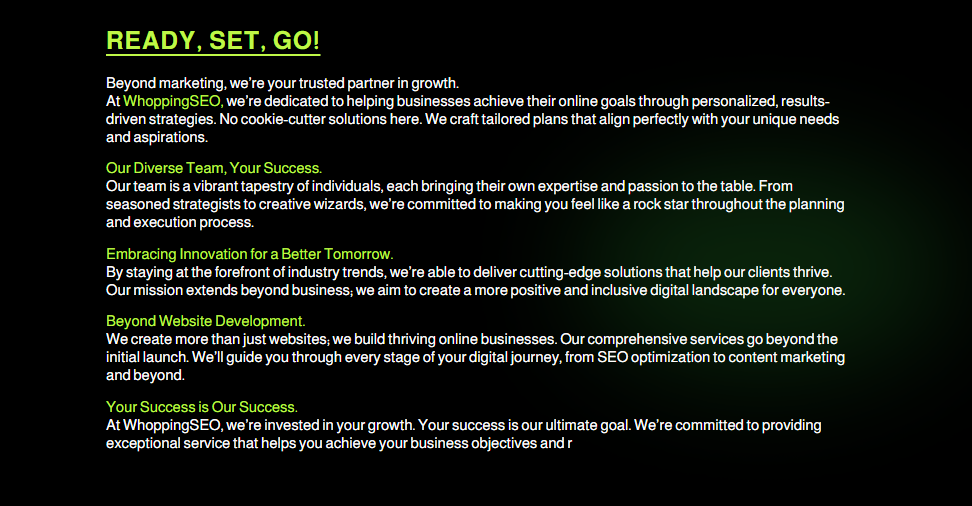 READY, SET, GO!
Beyond marketing, we're your trusted partner in growth.
At WhoppingSEO, we're dedicated to helping businesses achieve their online goals through personalized, results-
driven strategies. No cookie-cutter solutions here. We craft tailored plans that align perfectly with your unique needs
and aspirations.
Our Diverse Team, Your Success.
Our team is a vibrant tapestry of individuals, each bringing their own expertise and passion to the table. From
seasoned strategists to creative wizards, we're committed to making you feel like a rock star throughout the planning
and execution process.
Embracing Innovation for a Better Tomorrow.
By staying at the forefront of industry trends, we're able to deliver cutting-edge solutions that help our clients thrive.
Our mission extends beyond business; we aim to create a more positive and inclusive digital landscape for everyone.
Beyond Website Development.
We create more than just websites; we build thriving online businesses. Our comprehensive services go beyond the
initial launch. We'll guide you through every stage of your digital journey, from SEO optimization to content marketing
and beyond.
Your Success is Our Success.
At WhoppingSEO, we're invested in your growth. Your success is our ultimate goal. We're committed to providing
exceptional service that helps you achieve your business objectives and r